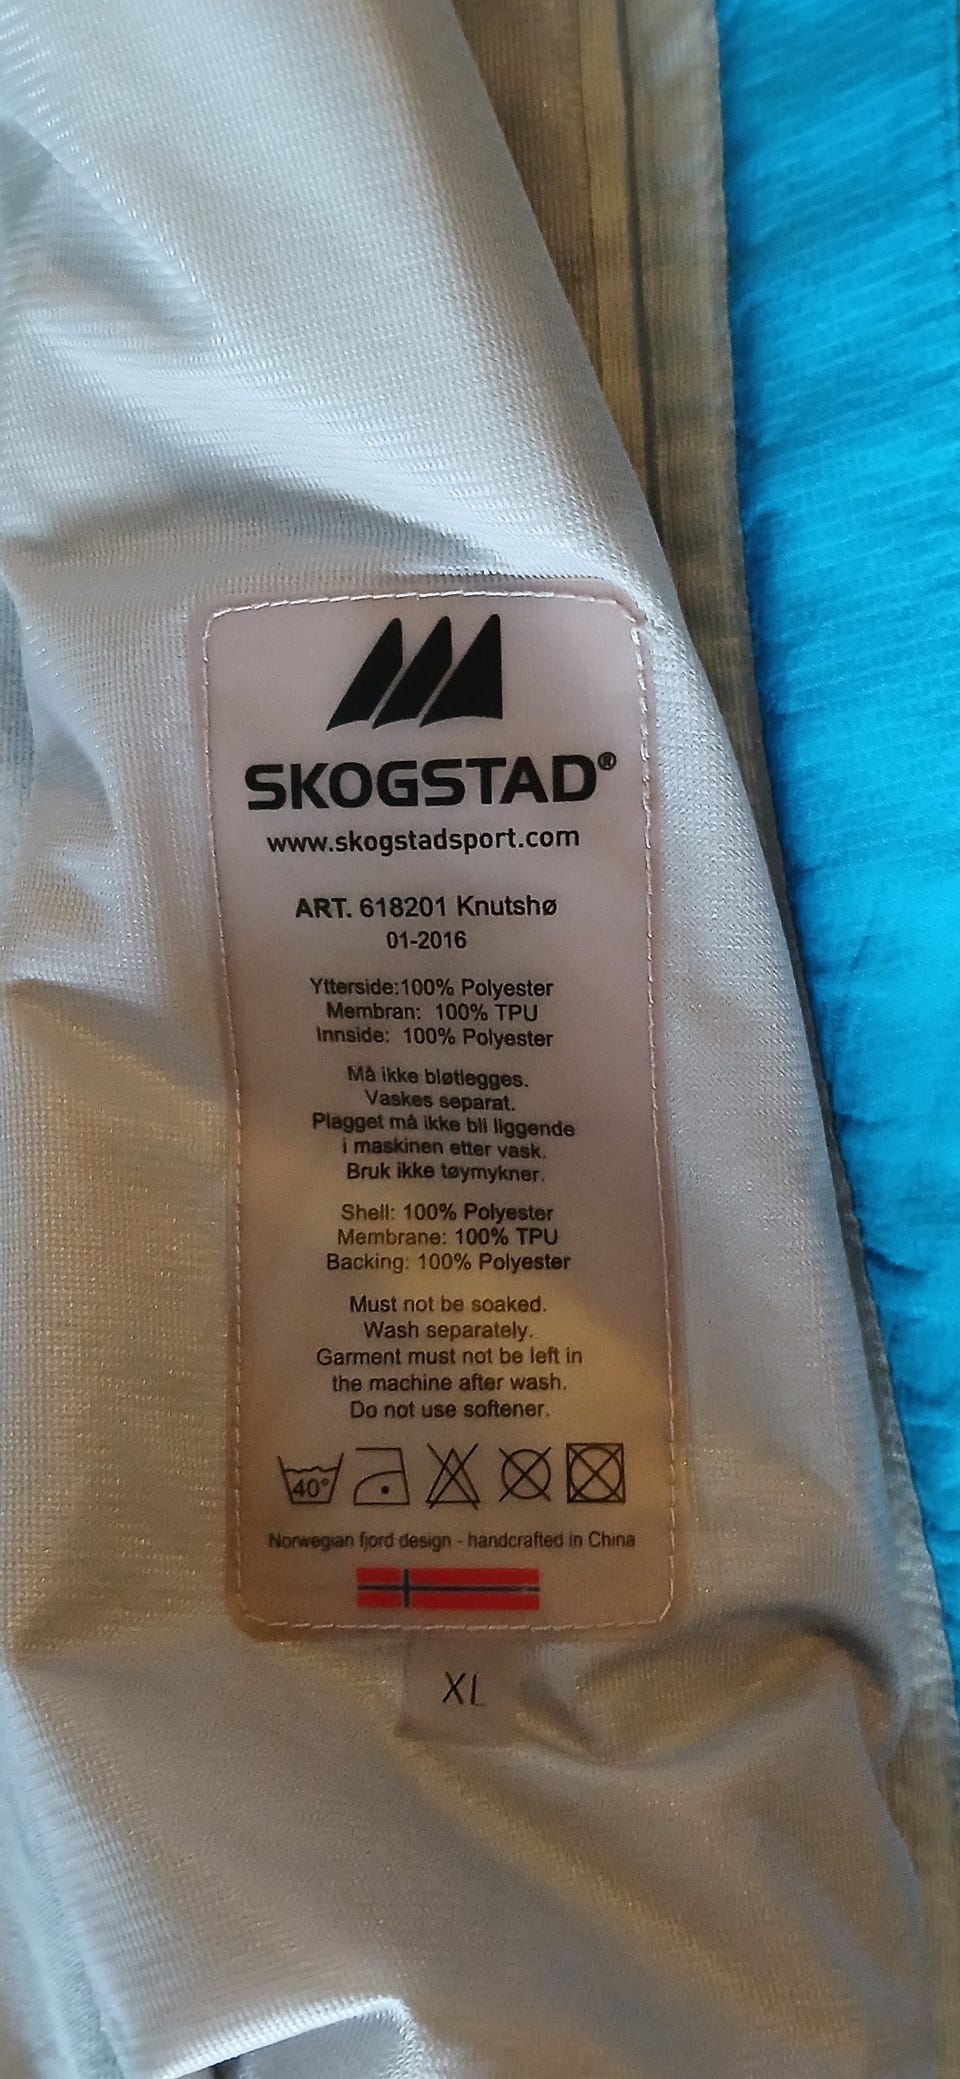 SKOGSTAD®
www.skogstadsport.com
ART. 618201 Knutshø
01-2016
Ytterside:100% Polyester
Membran: 100% TPU
Innside: 100% Polyester
Må ikke bløtlegges.
Vaskes separat.
Plagget må ikke bli liggende
i maskinen etter vask.
Bruk ikke tøymykner.
Shell: 100% Polyester
Membrane: 100% TPU
Backing: 100% Polyester
Must not be soaked.
Wash separately.
Garment must not be left in
the machine after wash.
Do not use softener.
40°
Norwegian fjord design - handcrafted in China
XL